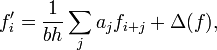 f'_i = \frac{1}{bh} \sum_j a_j f_{i+j} + \Delta(f),